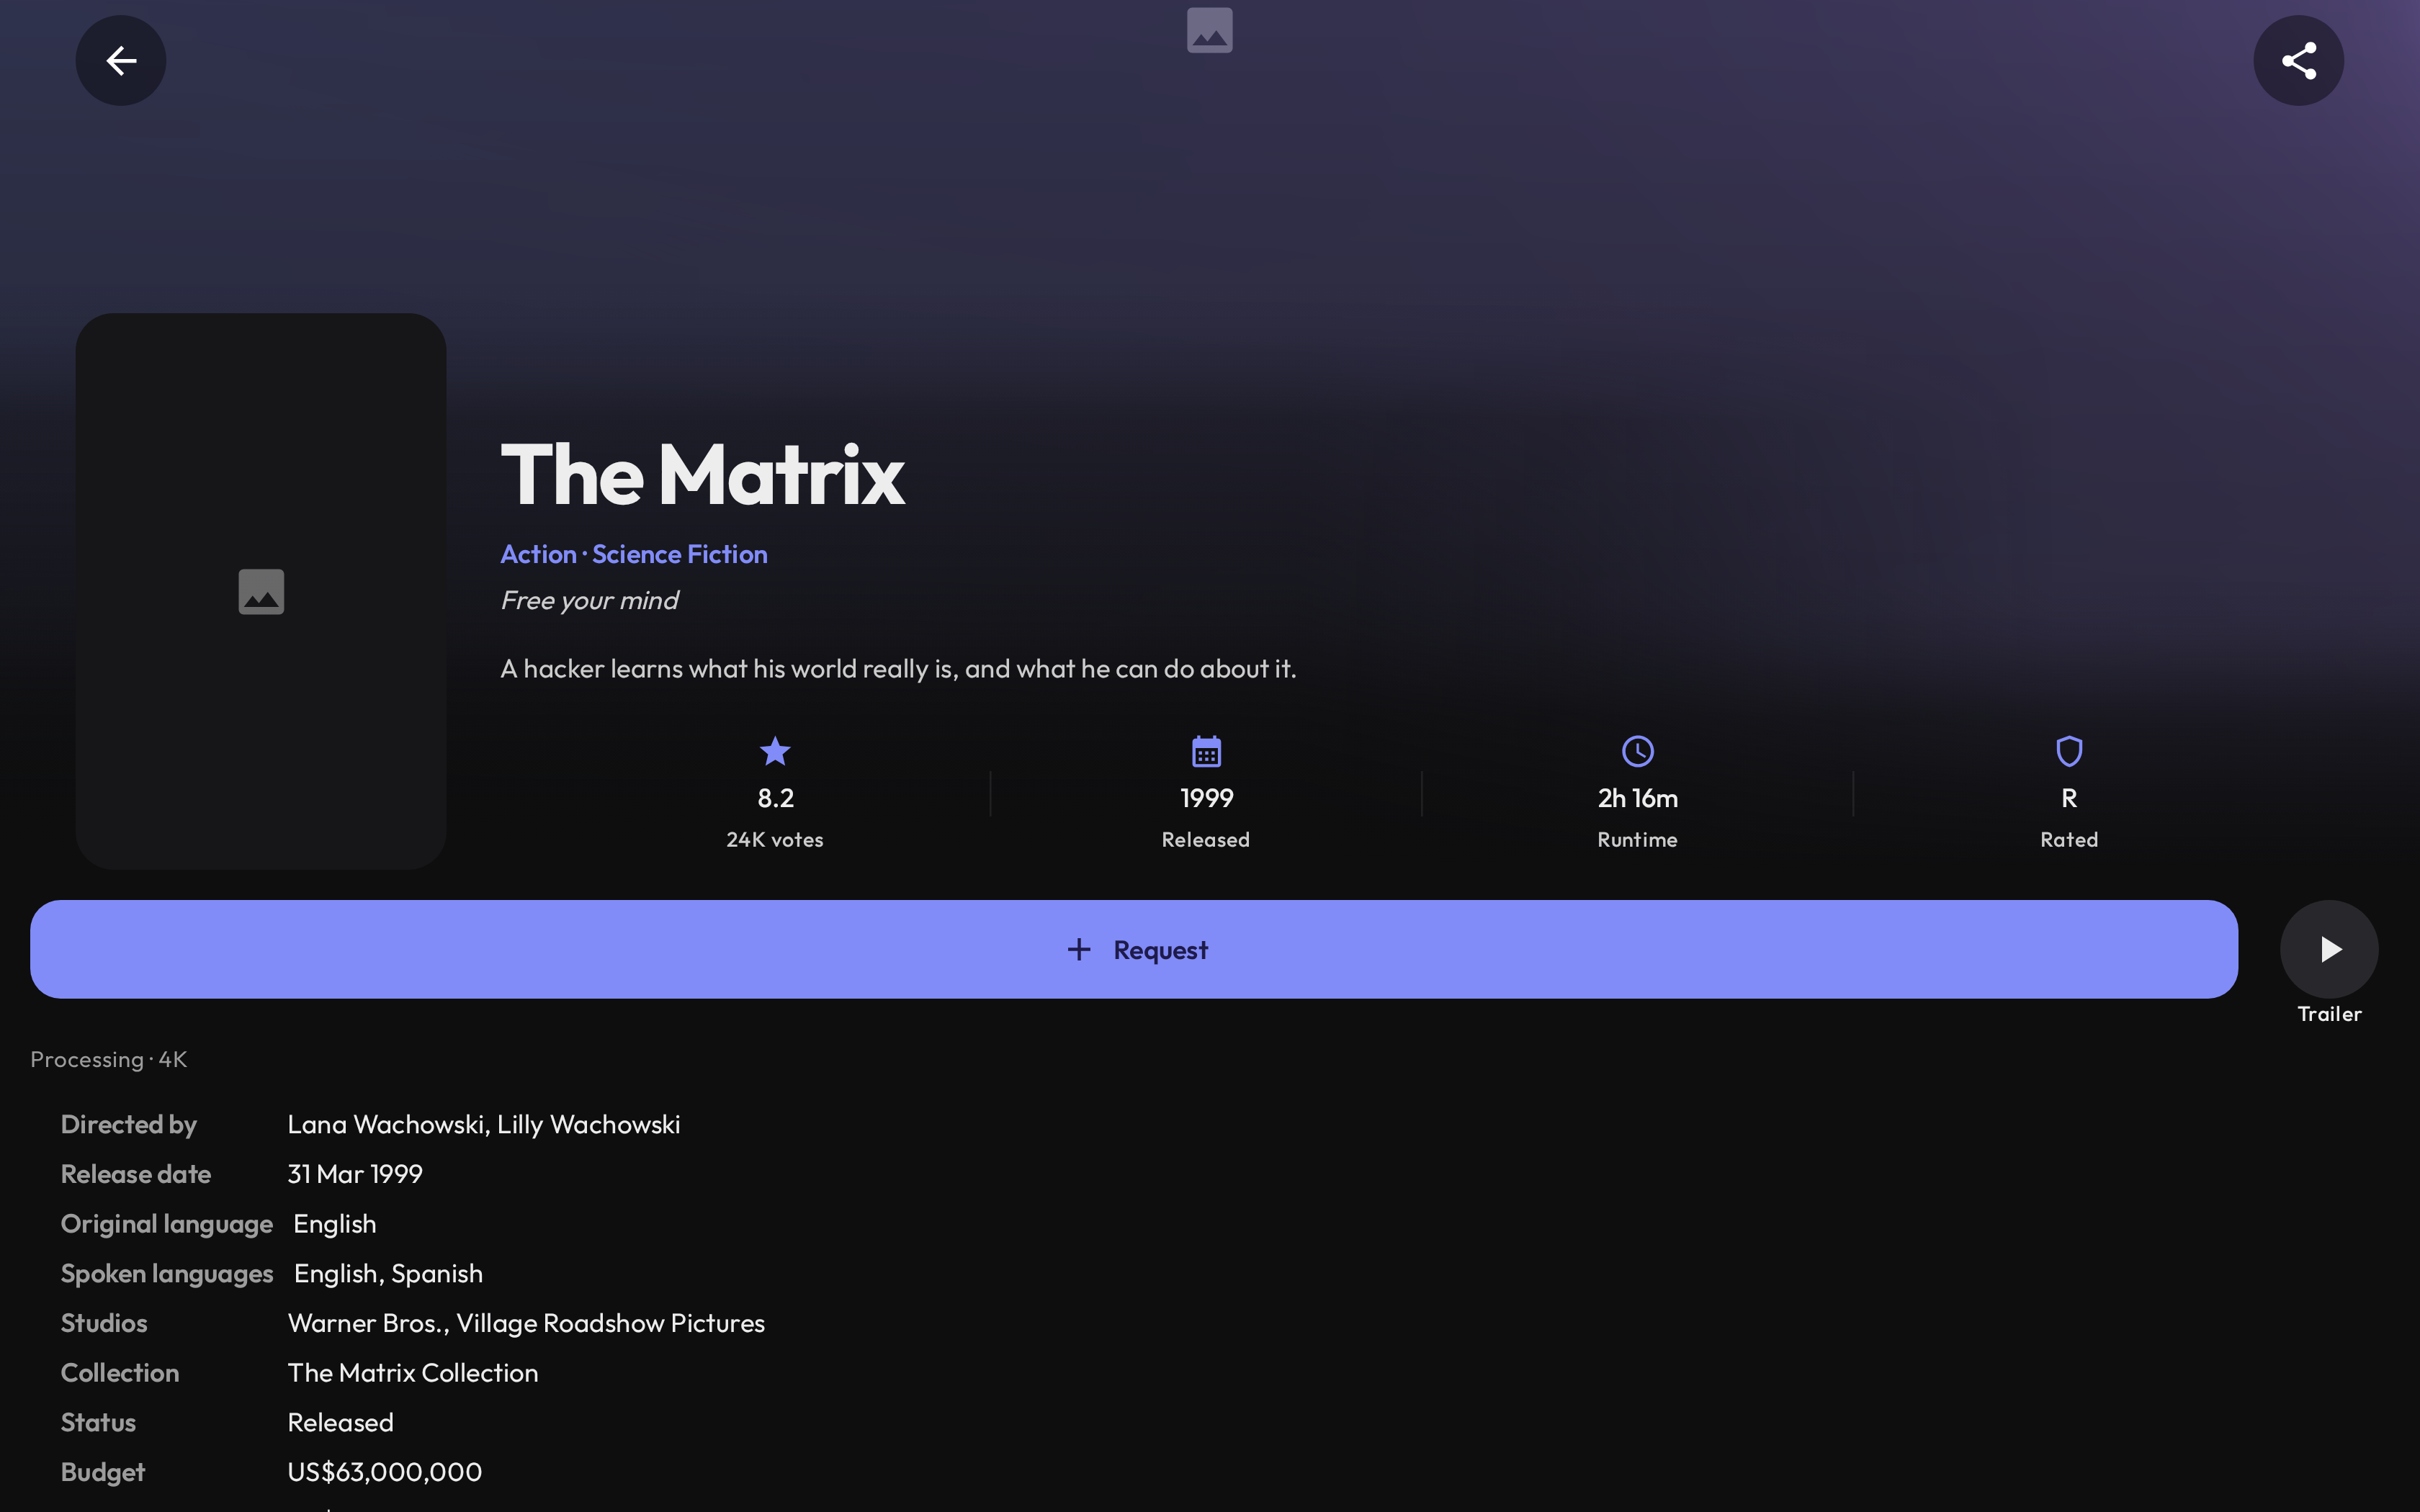 The Matrix
Action · Science Fiction
Free your mind
A hacker learns what his world really is, and what he can do about it.
8.2
24K votes
1999
Released
2h 16m
Runtime
R
Rated
Request
Trailer
Processing · 4K
Directed by Lana Wachowski, Lilly Wachowski
Release date 31 Mar 1999
Original language English
Spoken languages English, Spanish
Studios Warner Bros., Village Roadshow Pictures
Collection The Matrix Collection
Status Released
Budget US$63,000,000